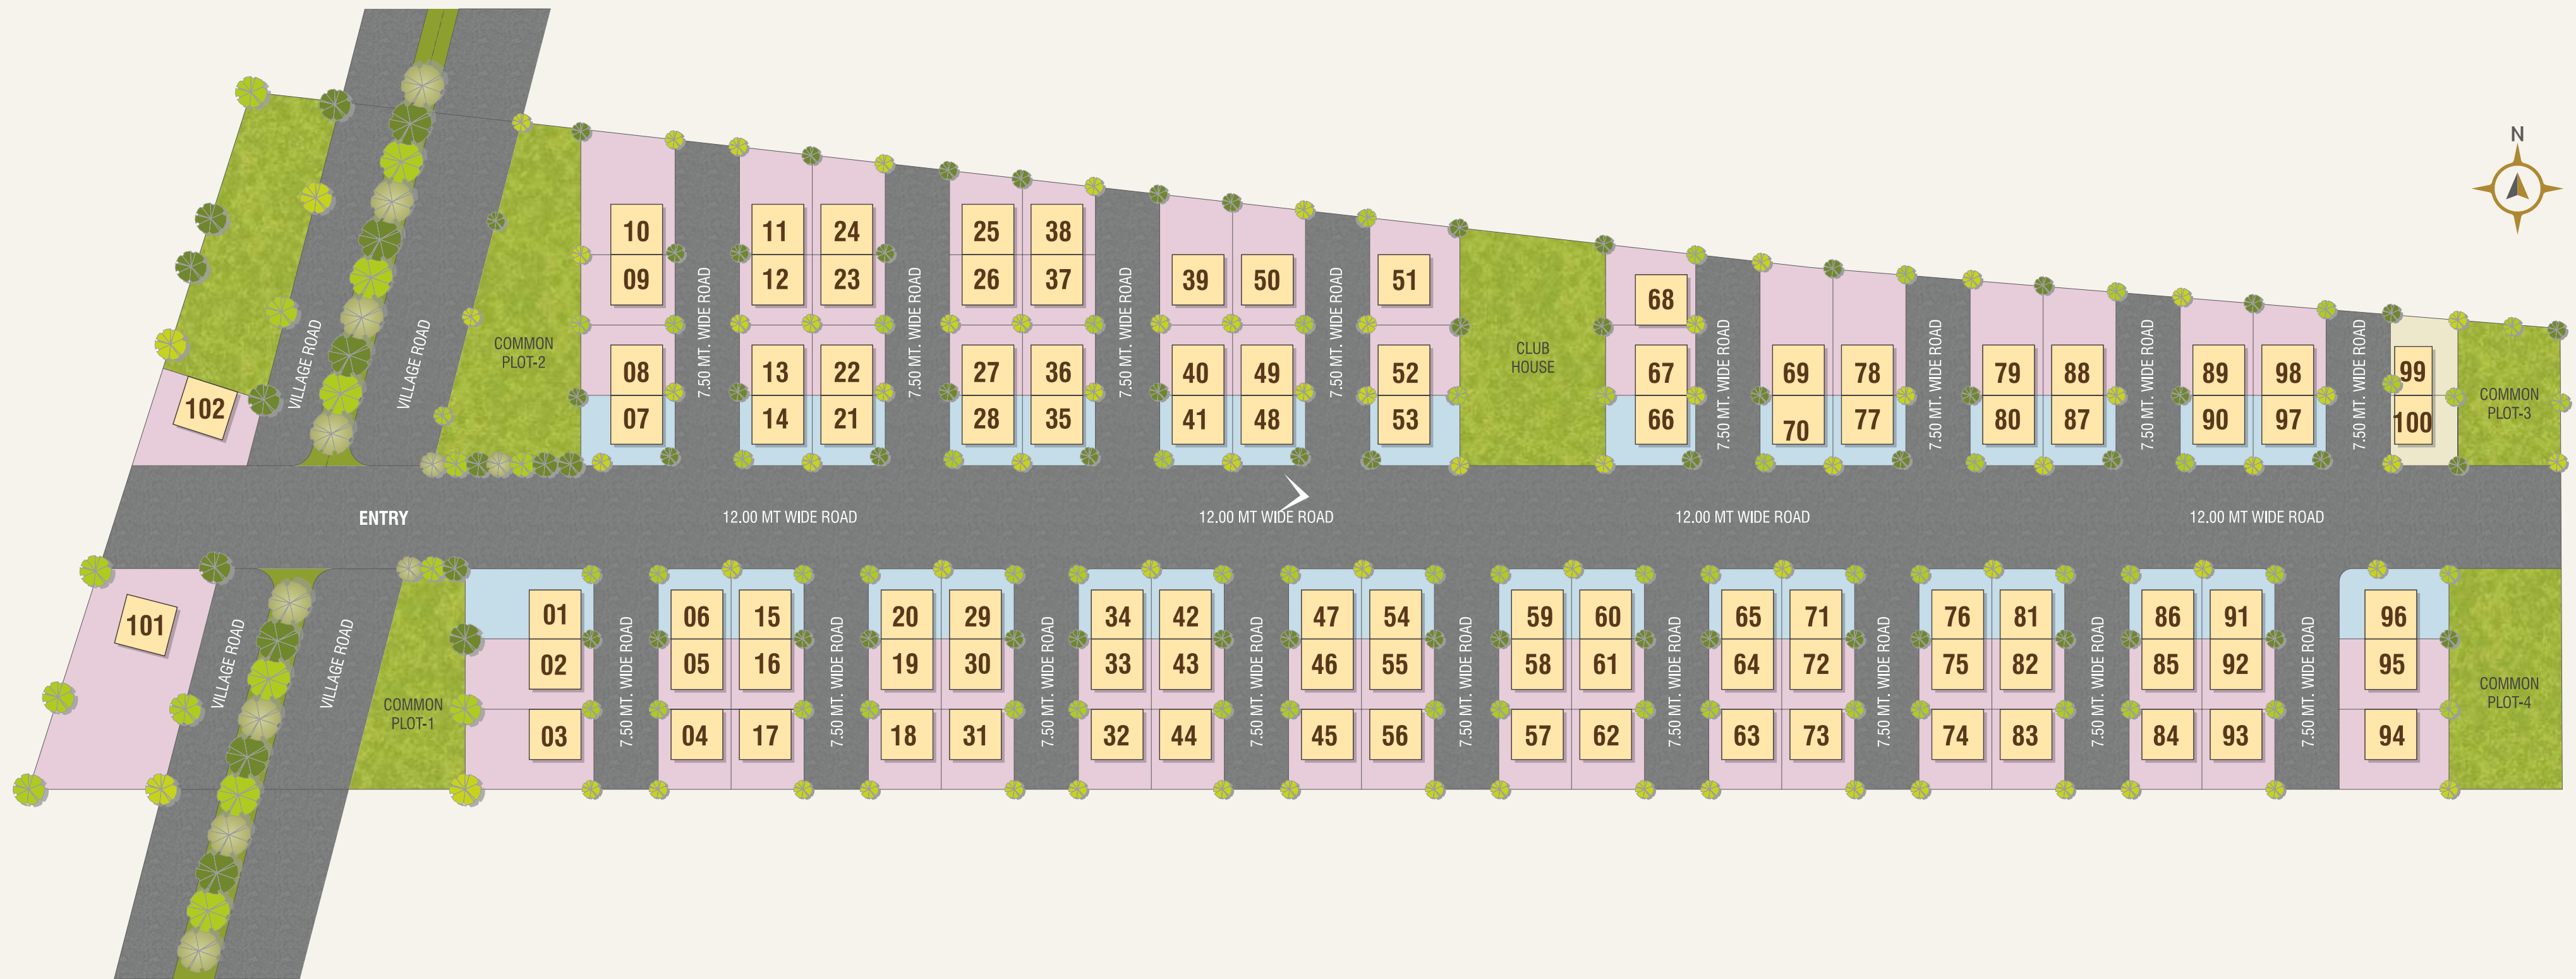 N
10
11
24
25
38
09
12
23
26
37
39
50
51
68
08
13
22
27
36
40
49
52
67
69
78
79
88
89
98
99
07
14
21
28
35
41
48
53
66
70
77
80
87
90
97
100
102
VILLAGE ROAD
VILLAGE ROAD
COMMON
PLOT-2
7.50 MT. WIDE ROAD
7.50 MT. WIDE ROAD
7.50 MT. WIDE ROAD
7.50 MT. WIDE ROAD
CLUB
HOUSE
7.50 MT. WIDE ROAD
7.50 MT. WIDE ROAD
7.50 MT. WIDE ROAD
7.50 MT. WIDE ROAD
COMMON
PLOT-3
ENTRY
12.00 MT WIDE ROAD
12.00 MT WIDE ROAD
12.00 MT WIDE ROAD
12.00 MT WIDE ROAD
101
VILLAGE ROAD
VILLAGE ROAD
COMMON
PLOT-1
01
06
15
20
29
34
42
47
54
59
60
65
71
76
81
86
91
96
02
05
16
19
30
33
43
46
55
58
61
64
72
75
82
85
92
95
03
04
17
18
31
32
44
45
56
57
62
63
73
74
83
84
93
94
7.50 MT. WIDE ROAD
7.50 MT. WIDE ROAD
7.50 MT. WIDE ROAD
7.50 MT. WIDE ROAD
7.50 MT. WIDE ROAD
7.50 MT. WIDE ROAD
7.50 MT. WIDE ROAD
7.50 MT. WIDE ROAD
7.50 MT. WIDE ROAD
COMMON
PLOT-4